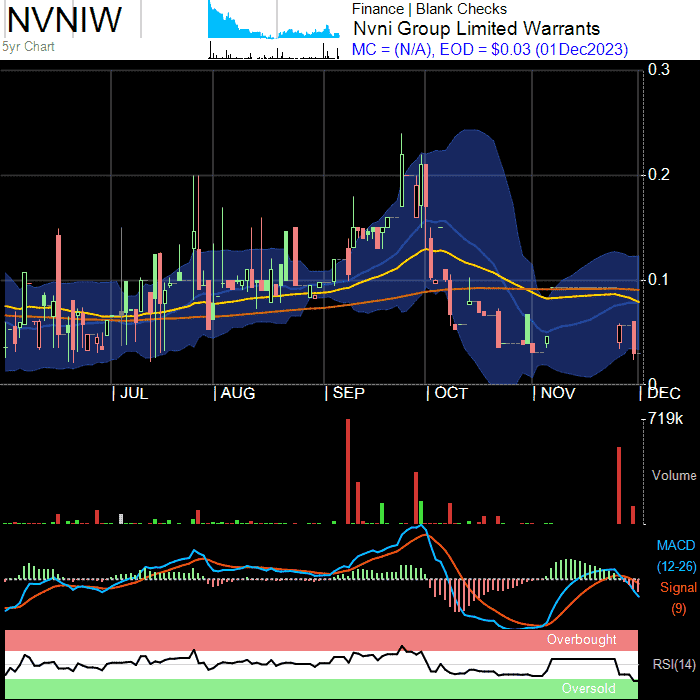 NVNIW
5yr Chart
Finance | Blank Checks
Nvni Group Limited Warrants
MC = (N/A), EOD = $0.03 (01Dec2023)
0.3
0.2
0.1
0
JUL AUG SEP OCT NOV DEC
719k
Volume
MACD
(12-26)
Signal
(9)
Overbought
RSI(14)
Oversold